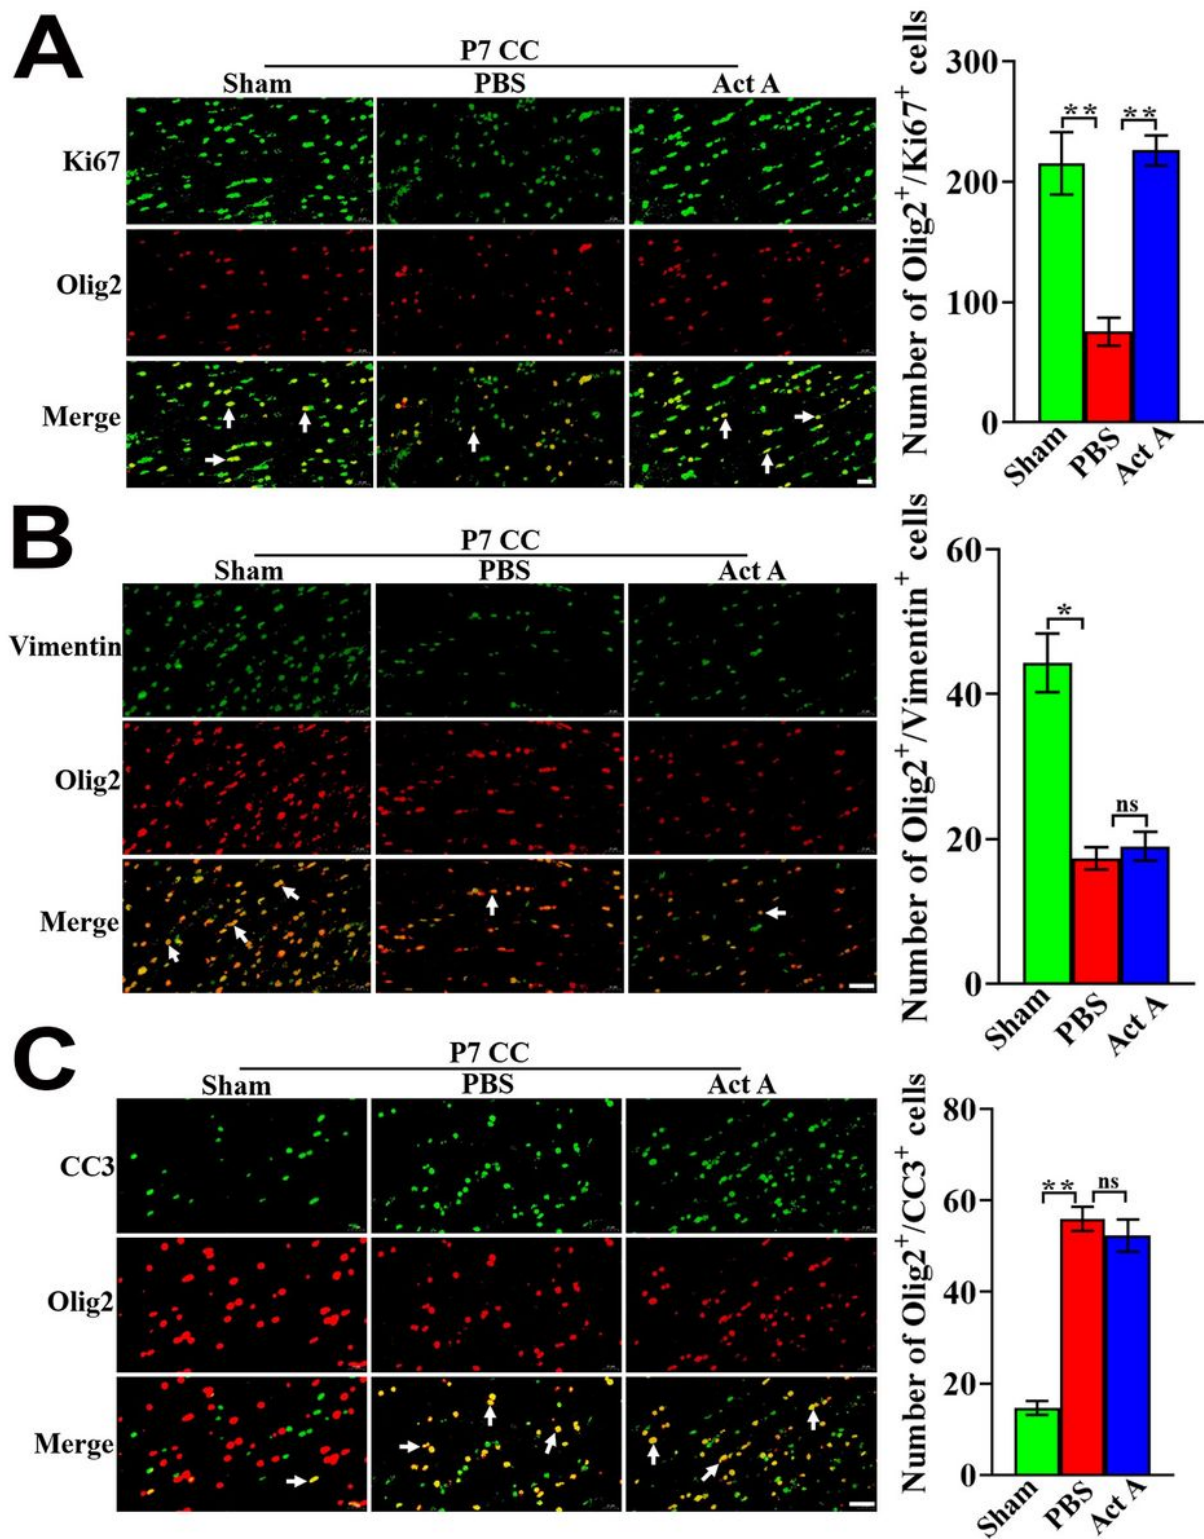 A
P7 CC
Sham PBS Act A
Ki67
Olig2
Merge
Number of Olig2+/Ki67+ cells
300
200
100
0
** **
Sham PBS Act A
B
P7 CC
Sham PBS Act A
Vimentin
Olig2
Merge
Number of Olig2+/Vimentin+ cells
60
40
20
0
*
ns
Sham PBS Act A
C
P7 CC
Sham PBS Act A
CC3
Olig2
Merge
Number of Olig2+/CC3+ cells
80
60
40
20
0
** ns
Sham PBS Act A